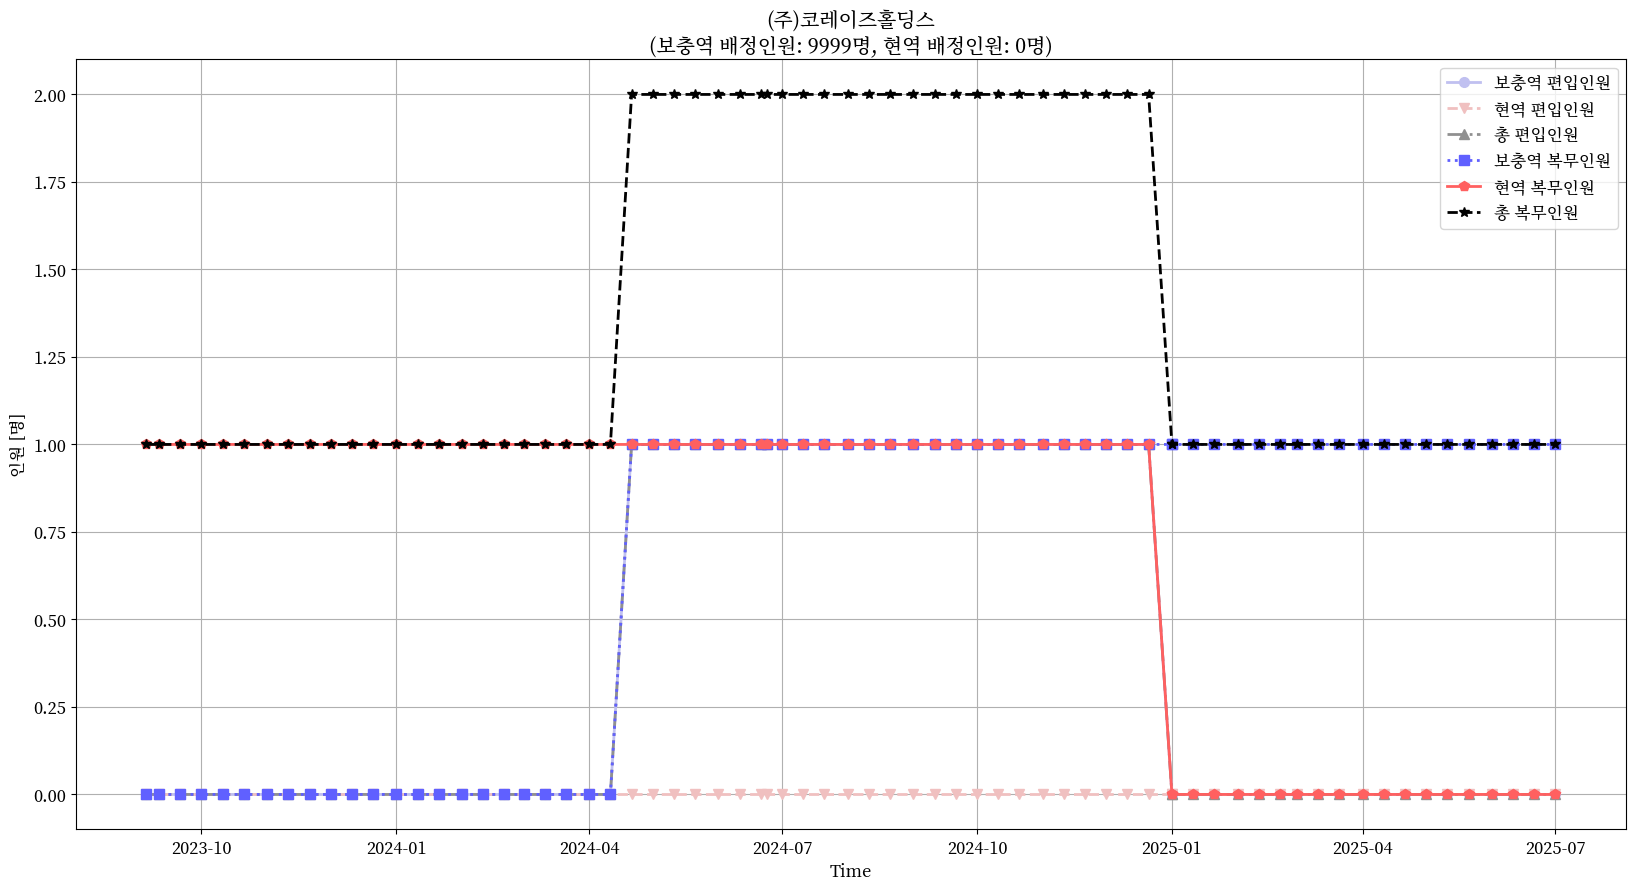 (주)코레이즈홀딩스
(보충역 배정인원: 9999명, 현역 배정인원: 0명)
보충역 편입인원
현역 편입인원
총 편입인원
보충역 복무인원
현역 복무인원
총 복무인원
인원 [명]
2.00
1.75
1.50
1.25
1.00
0.75
0.50
0.25
0.00
2023-10
2024-01
2024-04
2024-07
2024-10
2025-01
2025-04
2025-07
Time